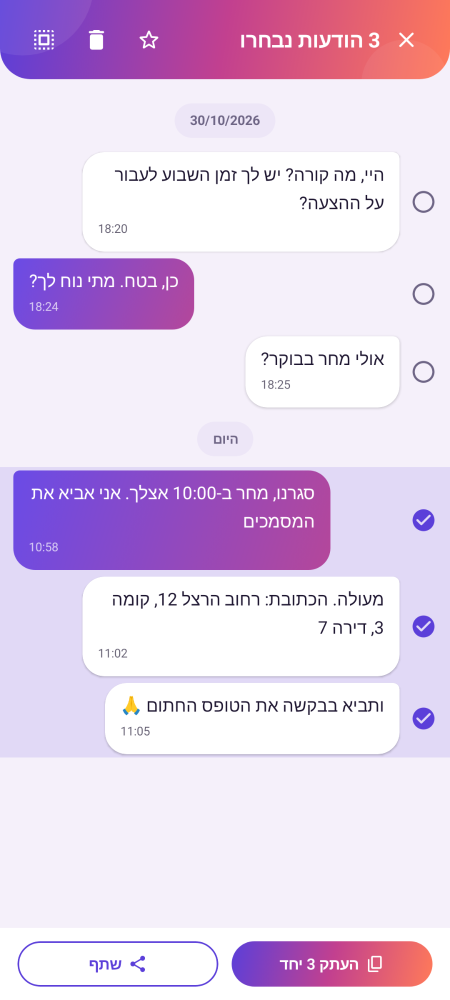 3 הודעות נבחרו
30/10/2026
היי, מה קורה? יש לך זמן השבוע לעבור
על ההצעה?
18:20
כן, בטח. מתי נוח לך?
18:24
אולי מחר בבוקר?
18:25
היום
סגרנו, מחר ב-10:00 אצלך. אני אביא את
המסמכים
10:58
מעולה. הכתובת: רחוב הרצל 12, קומה
3, דירה 7
11:02
ותביא בבקשה את הטופס החתום 🙏
11:05
העתק 3 יחד
שתף